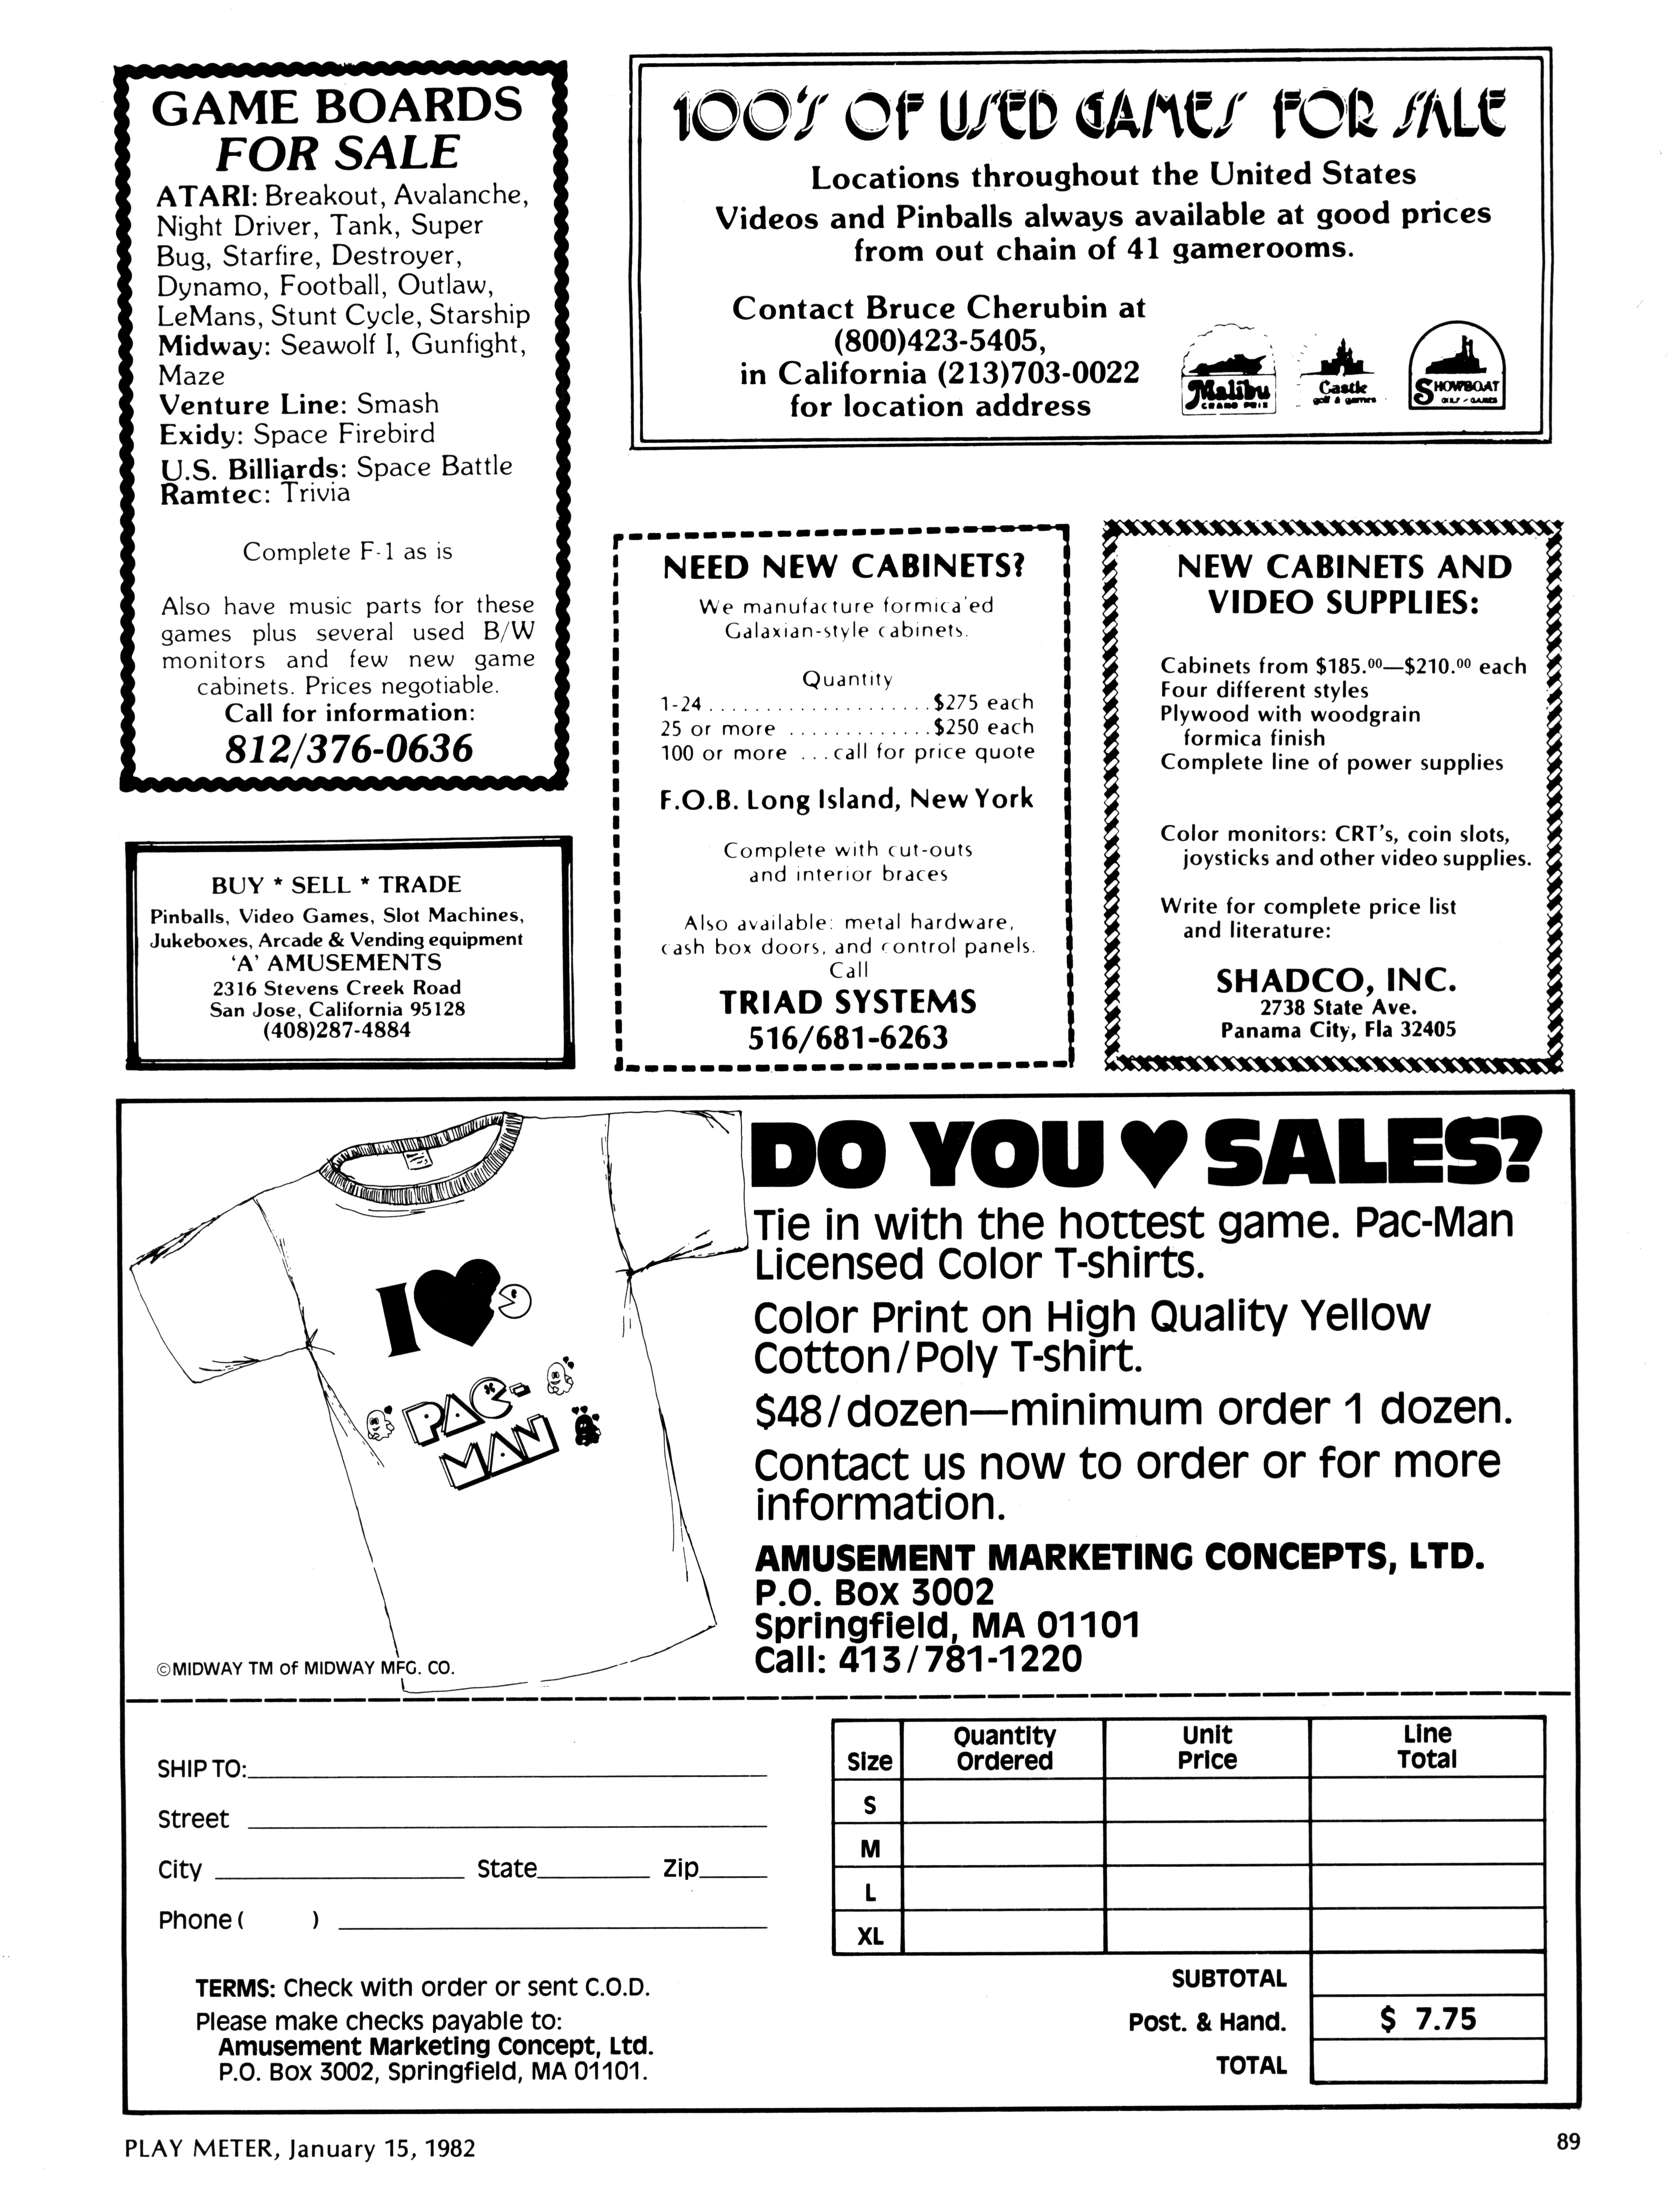 GAME BOARDS
FOR SALE
ATARI: Breakout, Avalanche,
Night Driver, Tank, Super
Bug, Starfire, Destroyer,
Dynamo, Football, Outlaw,
LeMans, Stunt Cycle, Starship
Midway: Seawolf I, Gunfight,
Maze
Venture Line: Smash
Exidy: Space Firebird
U.S. Billiards: Space Battle
Ramtec: Trivia
Complete F-1 as is
Also have music parts for these
games plus several used B/W
monitors and few new game
cabinets. Prices negotiable.
Call for information:
812/376-0636
100'S OF USED GAMES FOR SALE
Locations throughout the United States
Videos and Pinballs always available at good prices
from out chain of 41 gamerooms.
Contact Bruce Cherubin at
(800)423-5405,
in California (213)703-0022
for location address
Malibu
GRAND PRIX
Castle
golf & games
SHOWBOAT
GOLF - GAMES
BUY * SELL * TRADE
Pinballs, Video Games, Slot Machines,
Jukeboxes, Arcade & Vending equipment
'A' AMUSEMENTS
2316 Stevens Creek Road
San Jose, California 95128
(408)287-4884
NEED NEW CABINETS?
We manufacture formica'ed
Galaxian-style cabinets.
Quantity
1-24 .................... $275 each
25 or more ............. $250 each
100 or more ... call for price quote
F.O.B. Long Island, New York
Complete with cut-outs
and interior braces
Also available: metal hardware,
cash box doors, and control panels.
Call
TRIAD SYSTEMS
516/681-6263
NEW CABINETS AND
VIDEO SUPPLIES:
Cabinets from $185.00—$210.00 each
Four different styles
Plywood with woodgrain
formica finish
Complete line of power supplies
Color monitors: CRT's, coin slots,
joysticks and other video supplies.
Write for complete price list
and literature:
SHADCO, INC.
2738 State Ave.
Panama City, Fla 32405
I ♥
PAC-
MAN
©MIDWAY TM of MIDWAY MFG. CO.
DO YOU ♥ SALES?
Tie in with the hottest game. Pac-Man
Licensed Color T-shirts.
Color Print on High Quality Yellow
Cotton/Poly T-shirt.
$48/dozen—minimum order 1 dozen.
Contact us now to order or for more
information.
AMUSEMENT MARKETING CONCEPTS, LTD.
P.O. Box 3002
Springfield, MA 01101
Call: 413/781-1220
SHIP TO:
Street
City State Zip
Phone ( )
TERMS: Check with order or sent C.O.D.
Please make checks payable to:
Amusement Marketing Concept, Ltd.
P.O. Box 3002, Springfield, MA 01101.
Size Quantity Ordered Unit Price Line Total
S
M
L
XL
SUBTOTAL
Post. & Hand. $ 7.75
TOTAL
PLAY METER, January 15, 1982
89